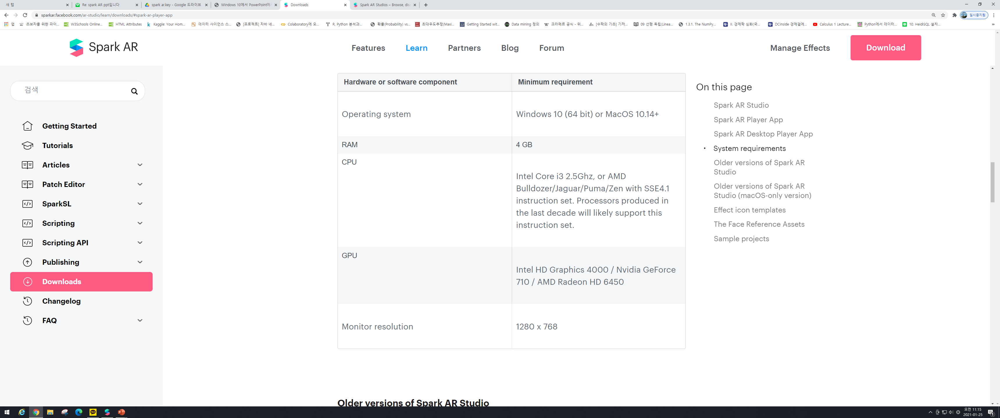 새 탭
Re: spark AR ppt입니다
spark ar.key - Google 드라이브
Windows 10에서 PowerPoint에서
Downloads
Spark AR Studios – Browse, disc
sparkar.facebook.com/ar-studio/learn/downloads/#spark-ar-player-app
일시중지됨
앱
초보자를 위한 파이...
W3Schools Online...
HTML Attributes
Kaggle: Your Hom...
데이터 사이언스 스...
[프로젝트] 자바 네...
Colaboratory에 오...
R, Python 분석과...
확률(Probability) vs...
최대우도추정(Maxi...
Getting Started wit...
Data mining 정의
크라메르 공식 - 위...
[수학의 기초] 기저...
09 선형 독립(Linea...
1.3.1. The NumPy...
II. 경제학 심화(국...
DCinside 경제갤에...
Calculus 1 Lecture...
Python에서 데이터...
10. HeidiSQL 설치...
Spark AR
Features
Learn
Partners
Blog
Forum
Manage Effects
Download
검색
Getting Started
Tutorials
Articles
Patch Editor
SparkSL
Scripting
Scripting API
Publishing
Downloads
Changelog
FAQ
Hardware or software component
Minimum requirement
Operating system
Windows 10 (64 bit) or MacOS 10.14+
RAM
4 GB
CPU
Intel Core i3 2.5Ghz, or AMD
Bulldozer/Jaguar/Puma/Zen with SSE4.1
instruction set. Processors produced in
the last decade will likely support this
instruction set.
GPU
Intel HD Graphics 4000 / Nvidia GeForce
710 / AMD Radeon HD 6450
Monitor resolution
1280 x 768
Older versions of Spark AR Studio
On this page
Spark AR Studio
Spark AR Player App
Spark AR Desktop Player App
System requirements
Older versions of Spark AR
Studio
Older versions of Spark AR
Studio (macOS-only version)
Effect icon templates
The Face Reference Assets
Sample projects
오전 11:15
2021-01-25